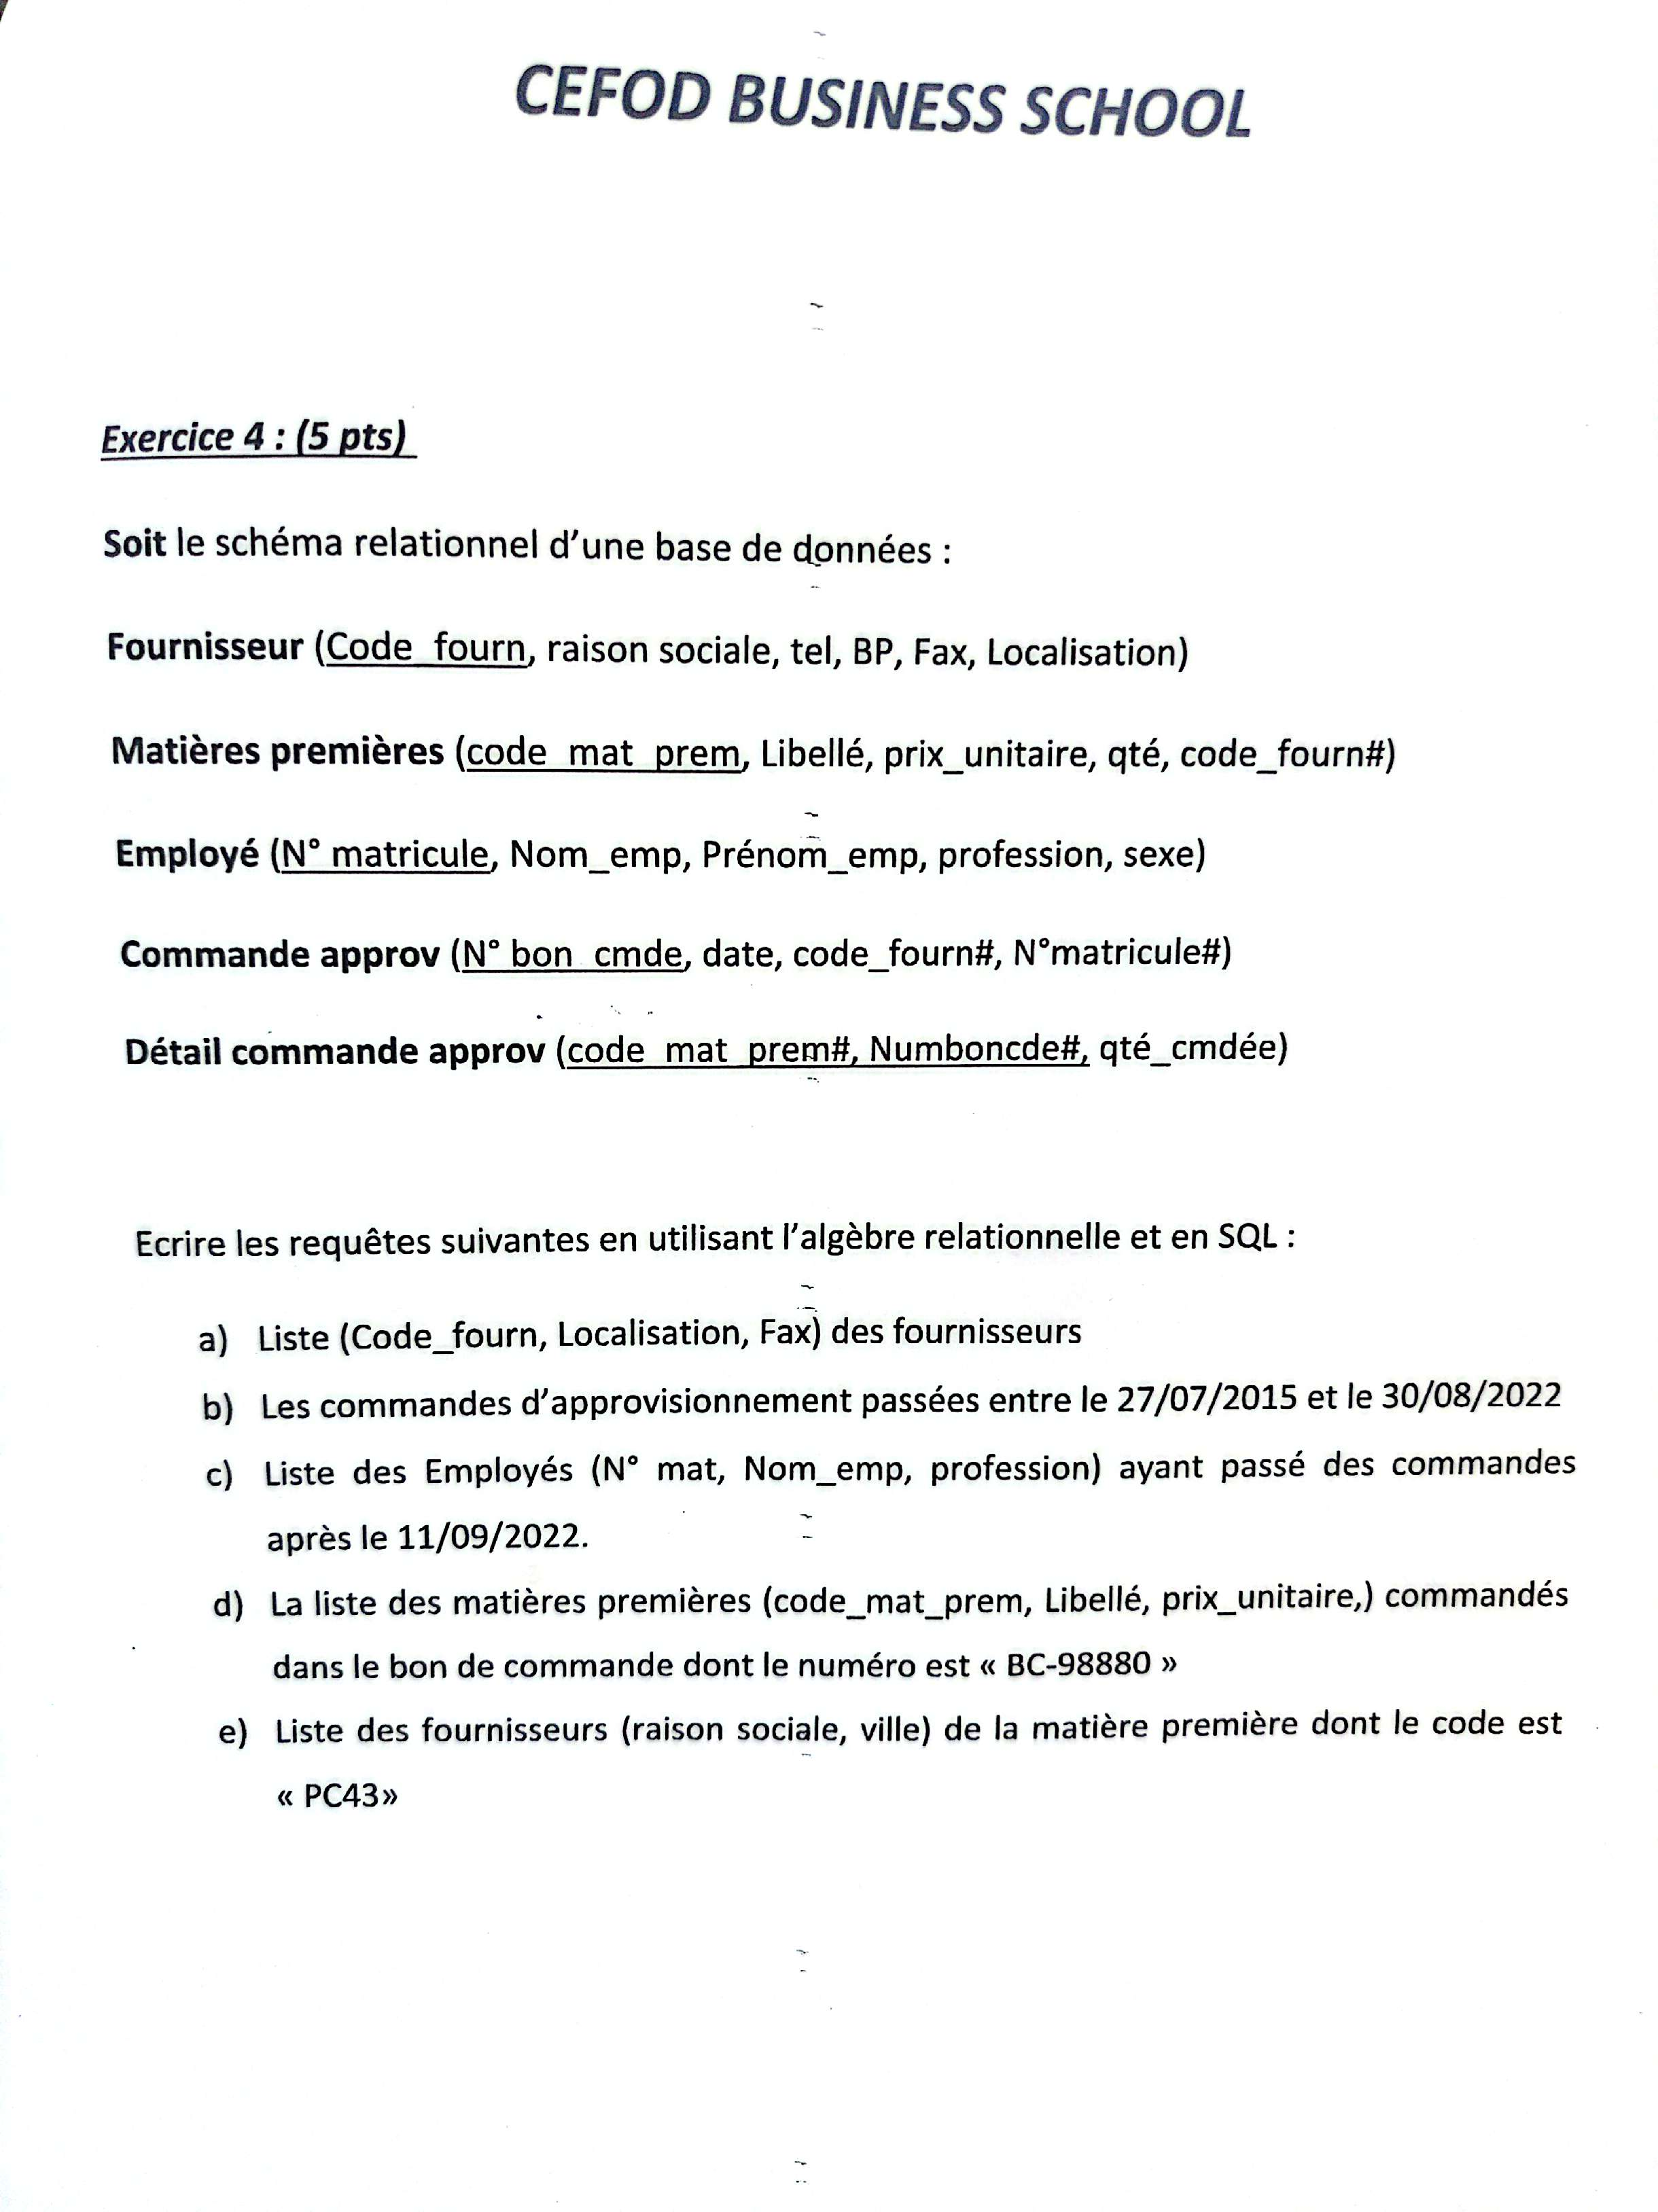 CEFOD BUSINESS SCHOOL
Exercice 4 : (5 pts)
Soit le schéma relationnel d’une base de données :
Fournisseur (Code_fourn, raison sociale, tel, BP, Fax, Localisation)
Matières premières (code_mat_prem, Libellé, prix_unitaire, qté, code_fourn#)
Employé (N° matricule, Nom_emp, Prénom_emp, profession, sexe)
Commande approv (N° bon_cmde, date, code_fourn#, N°matricule#)
Détail commande approv (code_mat_prem#, Numboncde#, qté_cmdée)
Ecrire les requêtes suivantes en utilisant l’algèbre relationnelle et en SQL :
a) Liste (Code_fourn, Localisation, Fax) des fournisseurs
b) Les commandes d’approvisionnement passées entre le 27/07/2015 et le 30/08/2022
c) Liste des Employés (N° mat, Nom_emp, profession) ayant passé des commandes
après le 11/09/2022.
d) La liste des matières premières (code_mat_prem, Libellé, prix_unitaire,) commandés
dans le bon de commande dont le numéro est « BC-98880 »
e) Liste des fournisseurs (raison sociale, ville) de la matière première dont le code est
« PC43»